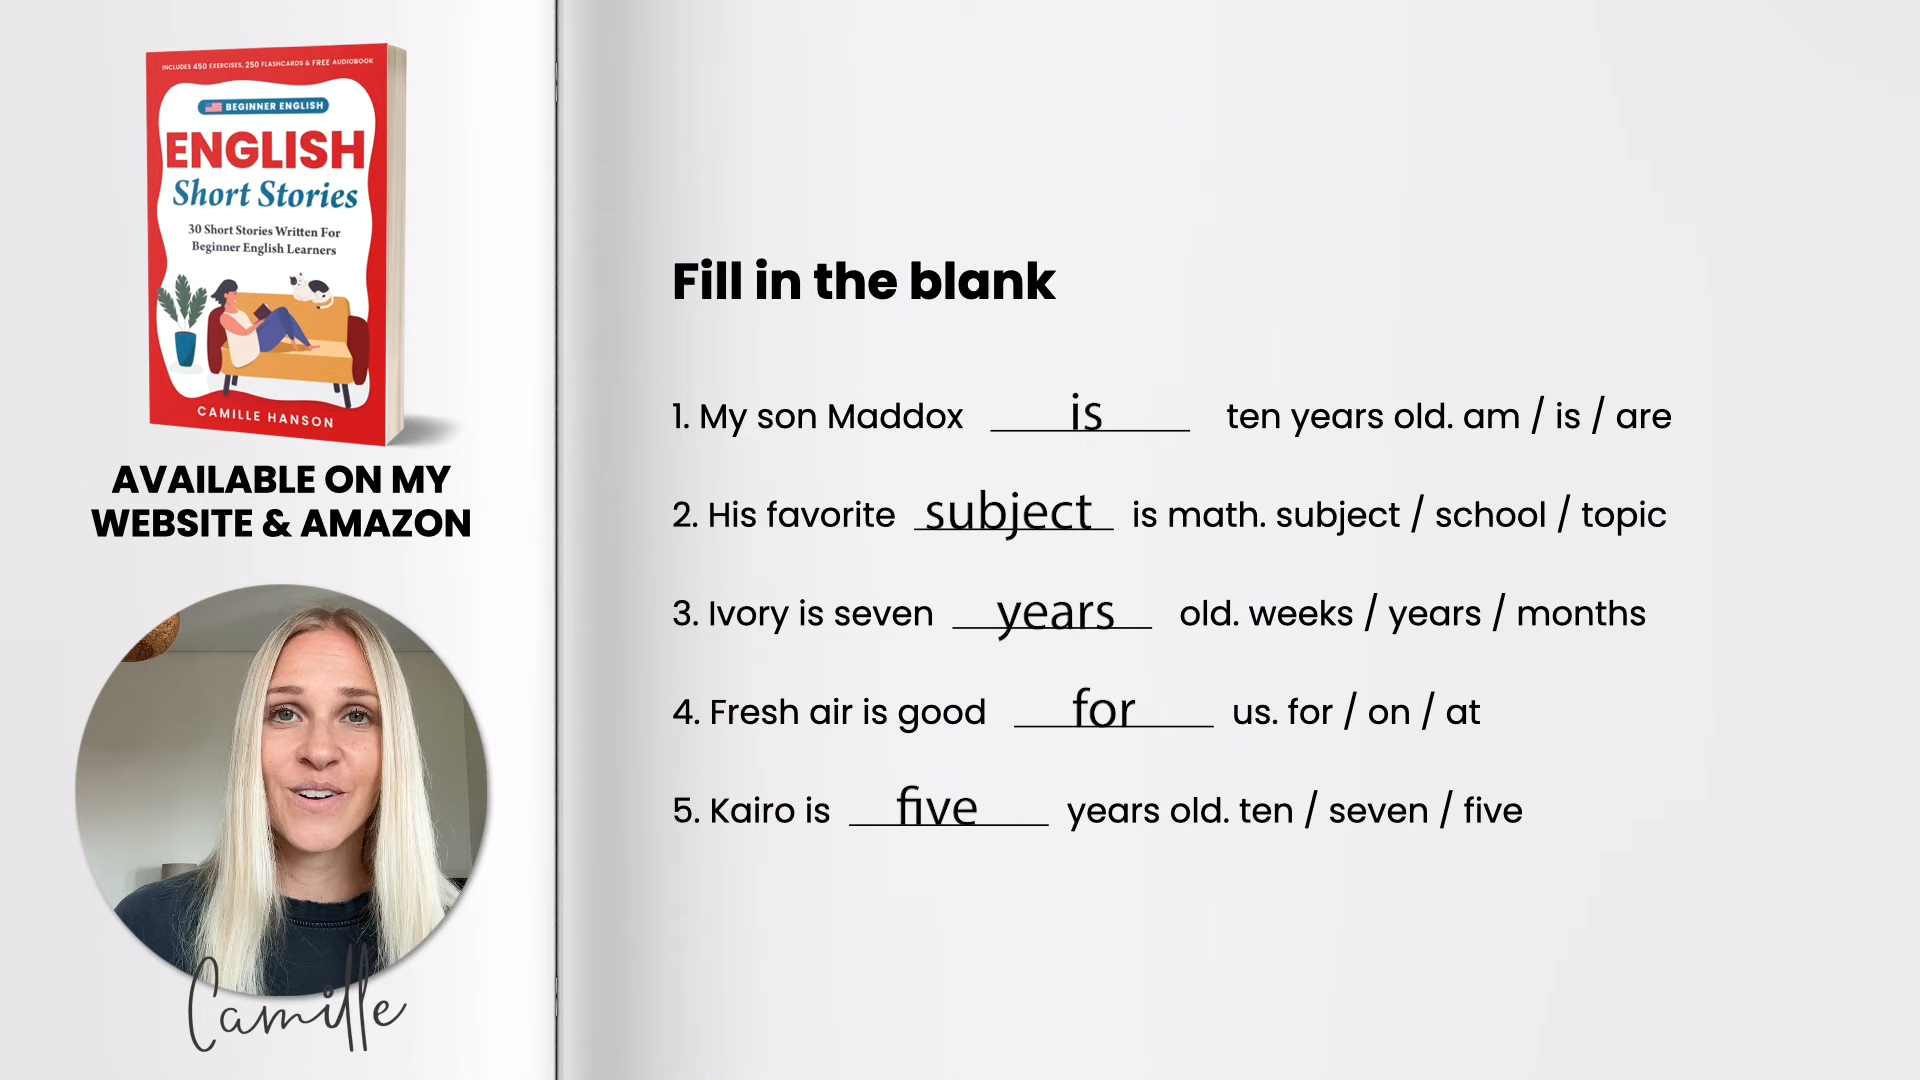 INCLUDES 450 EXERCISES, 250 FLASHCARDS & FREE AUDIOBOOK
BEGINNER ENGLISH
ENGLISH
Short Stories
30 Short Stories Written For
Beginner English Learners
CAMILLE HANSON
AVAILABLE ON MY
WEBSITE & AMAZON
Camille
Fill in the blank
1. My son Maddox is ten years old. am / is / are
2. His favorite subject is math. subject / school / topic
3. Ivory is seven years old. weeks / years / months
4. Fresh air is good for us. for / on / at
5. Kairo is five years old. ten / seven / five